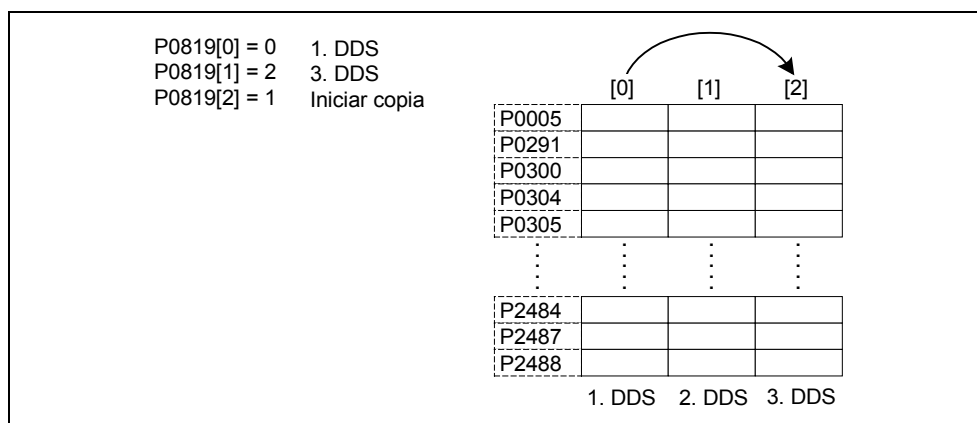 P0819[0] = 0 1. DDS
P0819[1] = 2 3. DDS
P0819[2] = 1 Iniciar copia
[0] [1] [2]
P0005
P0291
P0300
P0304
P0305
P2484
P2487
P2488
1. DDS 2. DDS 3. DDS